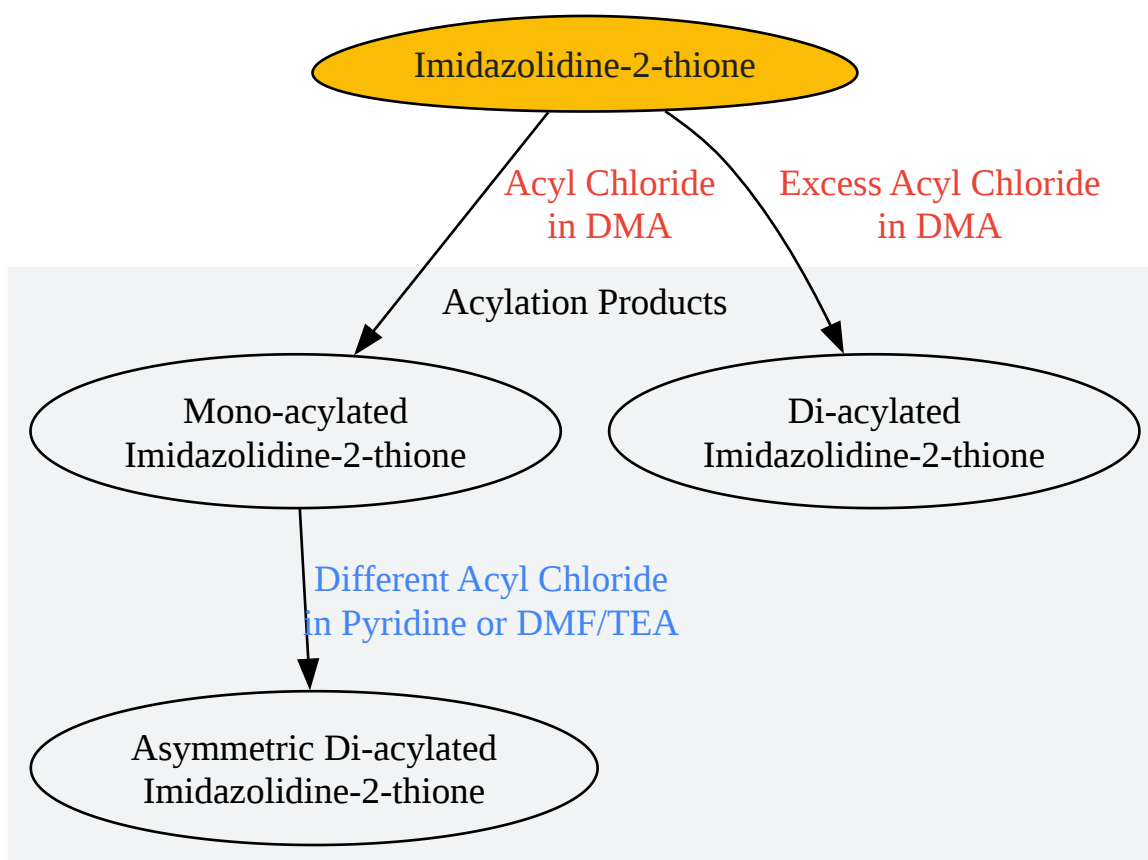 Imidazolidine-2-thione
Acyl Chloride
in DMA
Excess Acyl Chloride
in DMA
Acylation Products
Mono-acylated
Imidazolidine-2-thione
Di-acylated
Imidazolidine-2-thione
Different Acyl Chloride
in Pyridine or DMF/TEA
Asymmetric Di-acylated
Imidazolidine-2-thione